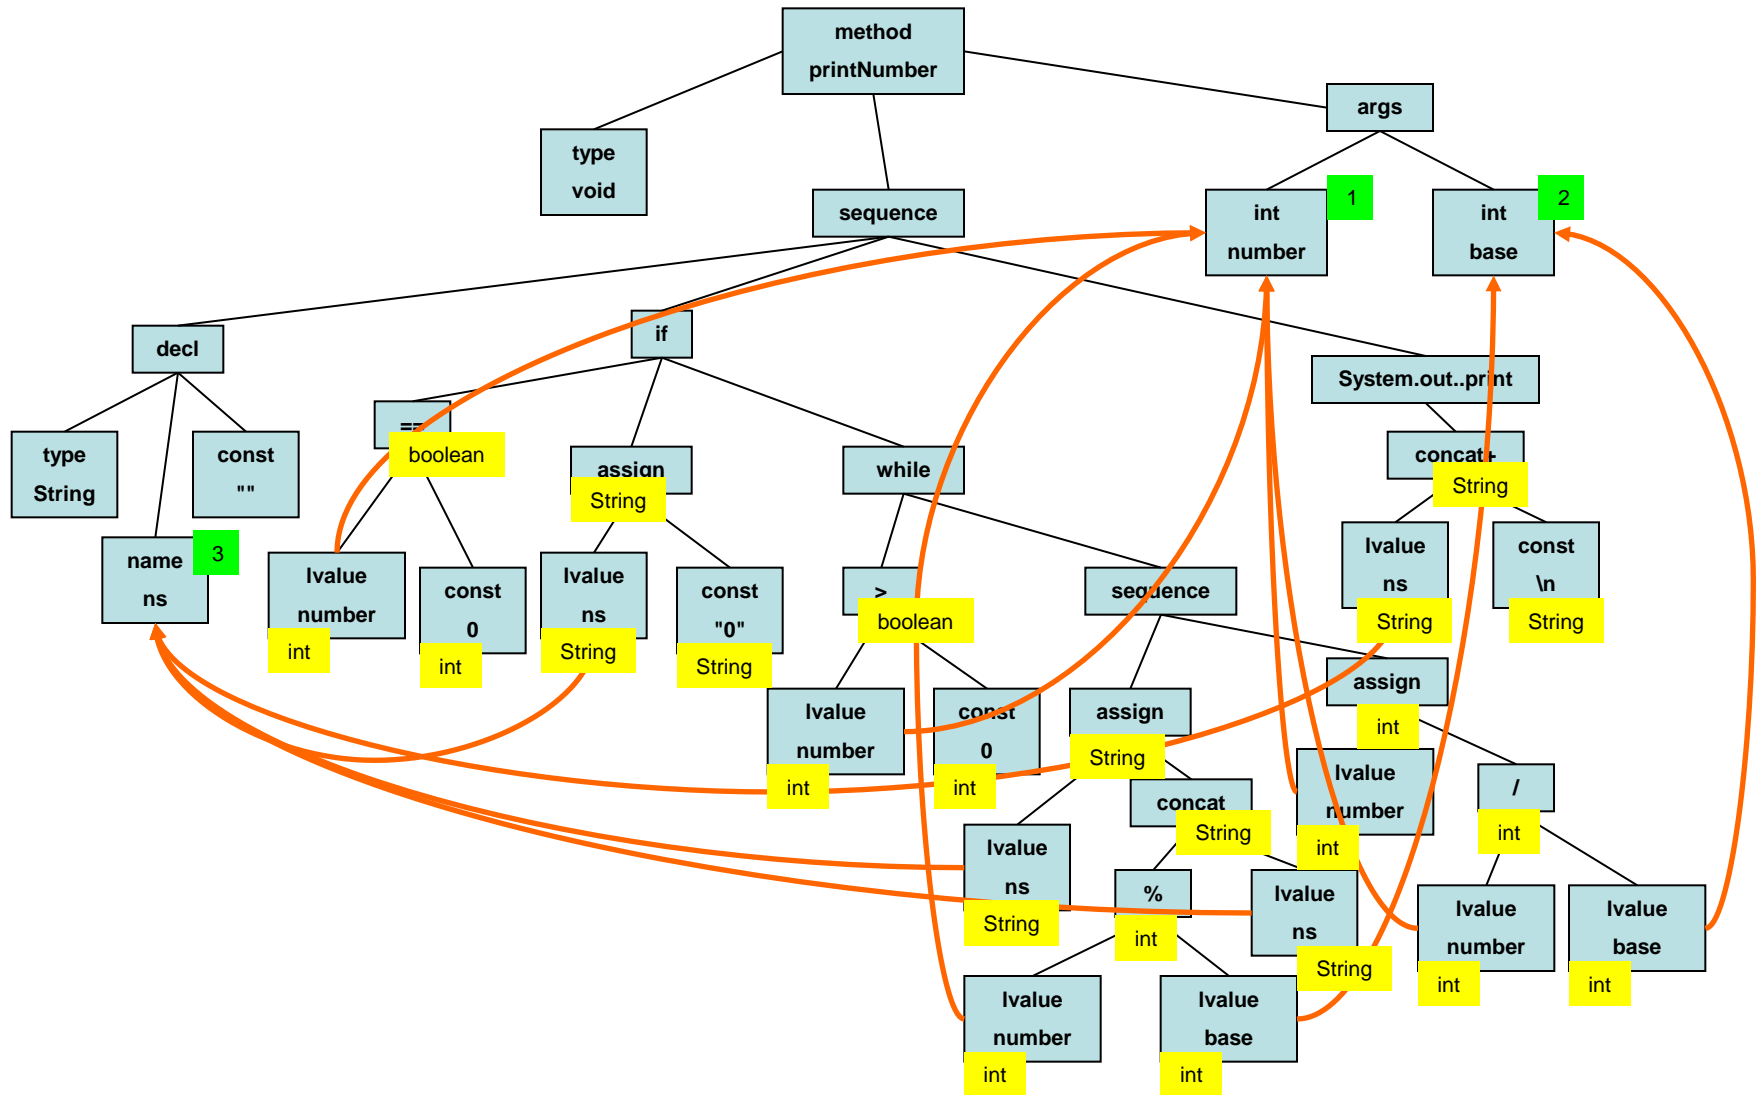 method
printNumber
args
type
void
sequence
int
number
1
int
base
2
decl
if
System.out..print
type
String
const
""
==
boolean
assign
String
while
concat+
String
name
ns
3
lvalue
number
int
const
0
int
lvalue
ns
String
const
"0"
String
>
boolean
sequence
lvalue
ns
String
const
\n
String
lvalue
number
int
const
0
int
assign
String
assign
int
concat
String
lvalue
number
int
/
int
lvalue
ns
String
%
int
lvalue
ns
String
lvalue
number
int
lvalue
base
int
lvalue
number
int
lvalue
base
int